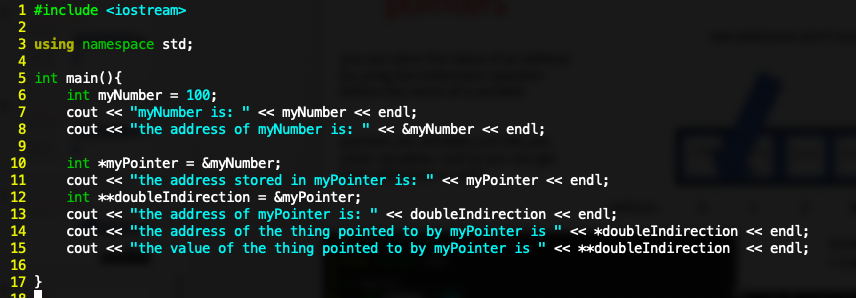 1 #include <iostream>
2
3 using namespace std;
4
5 int main(){
6     int myNumber = 100;
7     cout << "myNumber is: " << myNumber << endl;
8     cout << "the address of myNumber is: " << &myNumber << endl;
9
10     int *myPointer = &myNumber;
11     cout << "the address stored in myPointer is: " << myPointer << endl;
12     int **doubleIndirection = &myPointer;
13     cout << "the address of myPointer is: " << doubleIndirection << endl;
14     cout << "the address of the thing pointed to by myPointer is " << *doubleIndirection << endl;
15     cout << "the value of the thing pointed to by myPointer is " << **doubleIndirection  << endl;
16
17 }
18